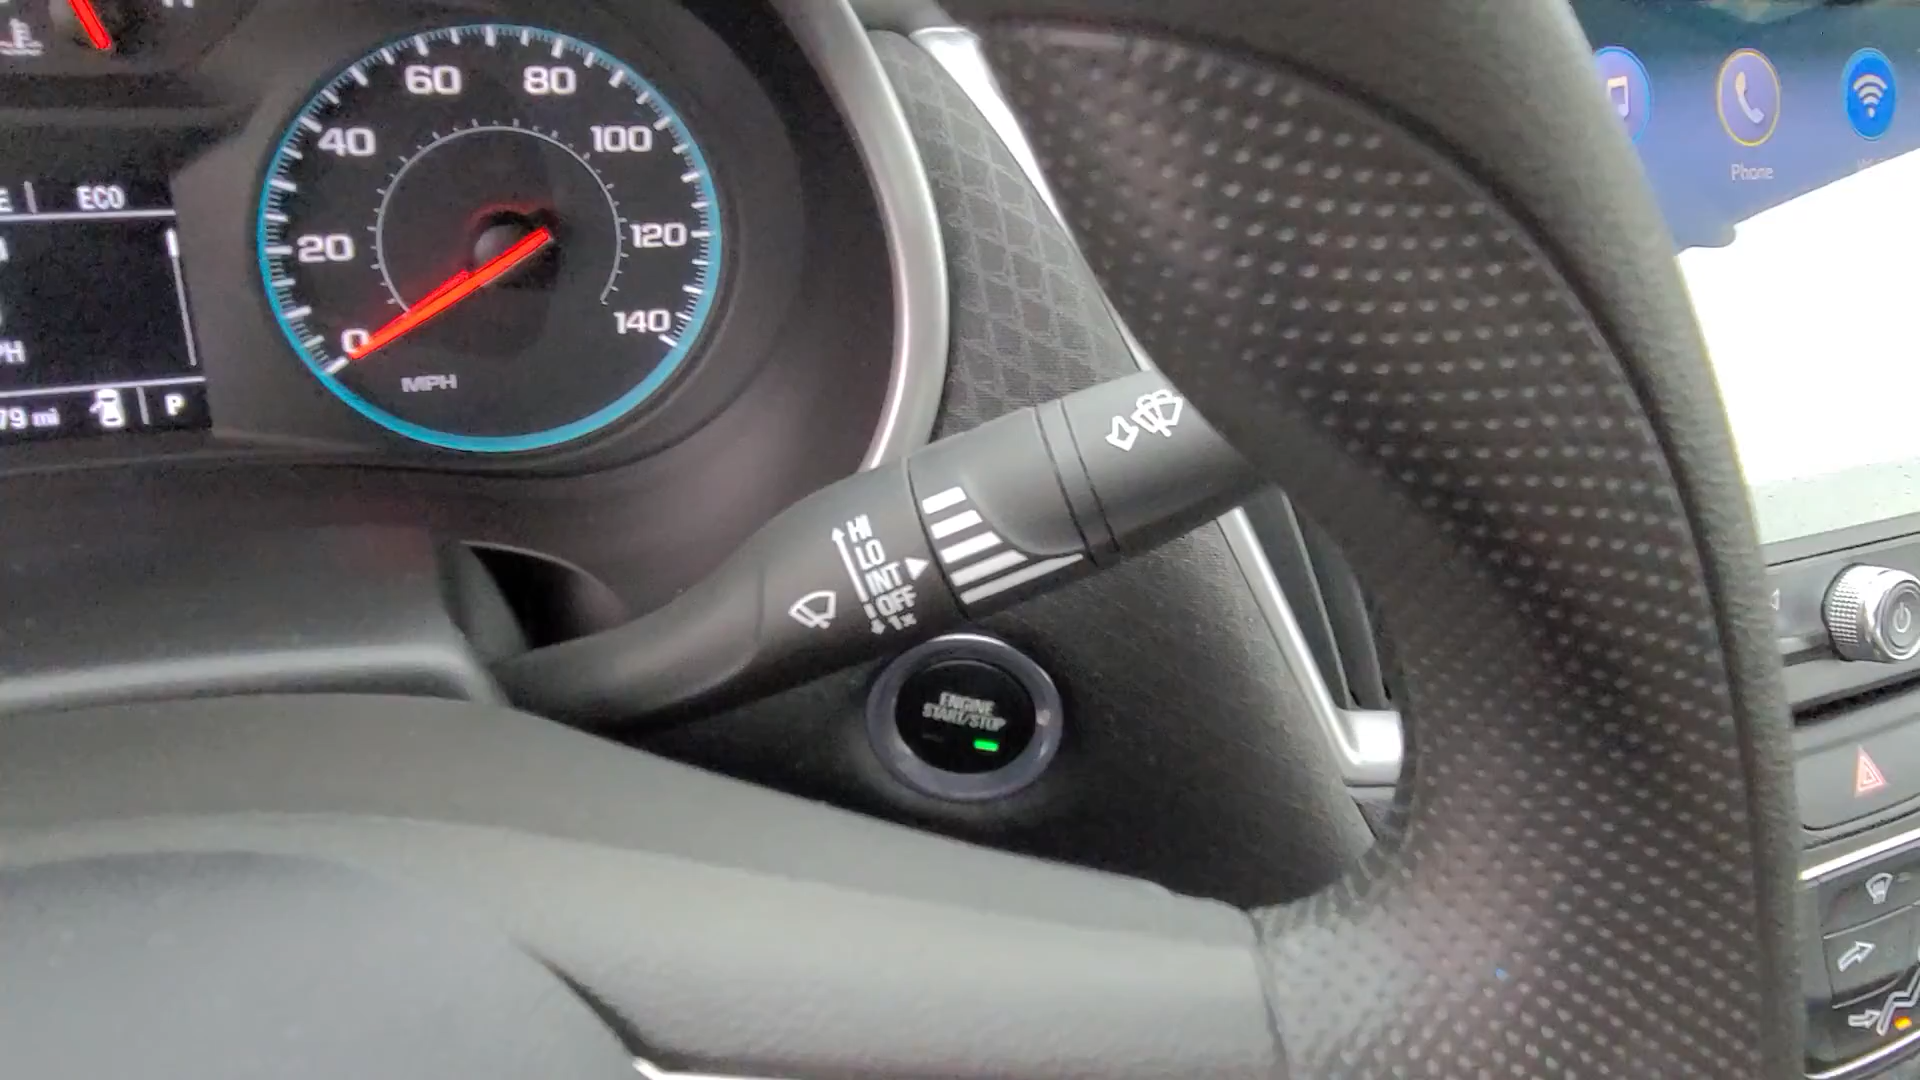 60
80
40
100
ECO
20
120
0
140
MPH
79 mi
P
Phone
HI
LO
INT
OFF
1x
ENGINE
START/STOP